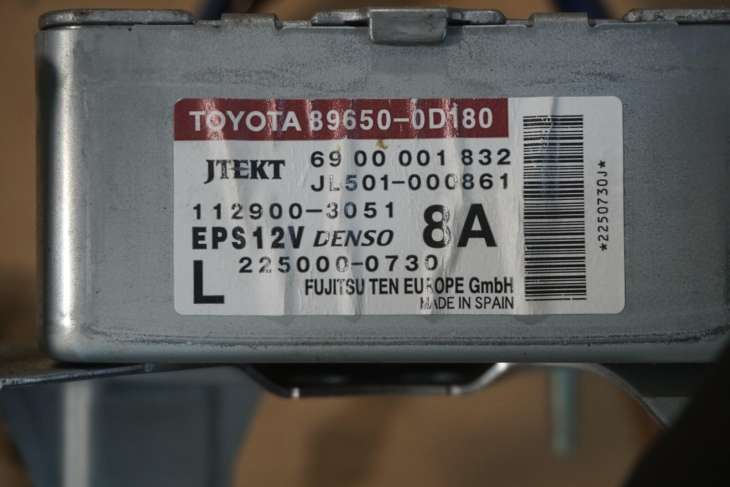 TOYOTA 89650-0D180
JTEKT 69 00 001 832
JL501-000861
112900-3051
EPS12V DENSO 8A
L 225000-0730
FUJITSU TEN EUROPE GmbH
MADE IN SPAIN
*2250730J*